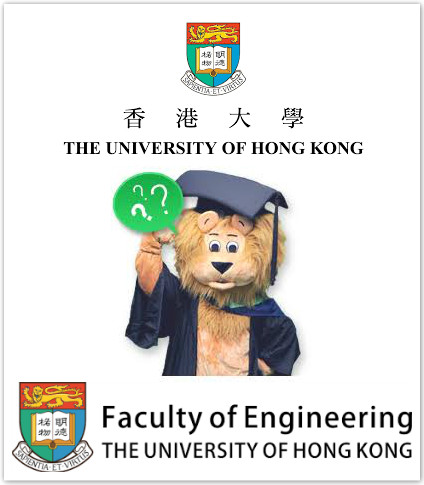 明德
格物
SAPIENTIA·ET·VIRTUS
香港大學
THE UNIVERSITY OF HONG KONG
???
明德
格物
SAPIENTIA·ET·VIRTUS
Faculty of Engineering
THE UNIVERSITY OF HONG KONG